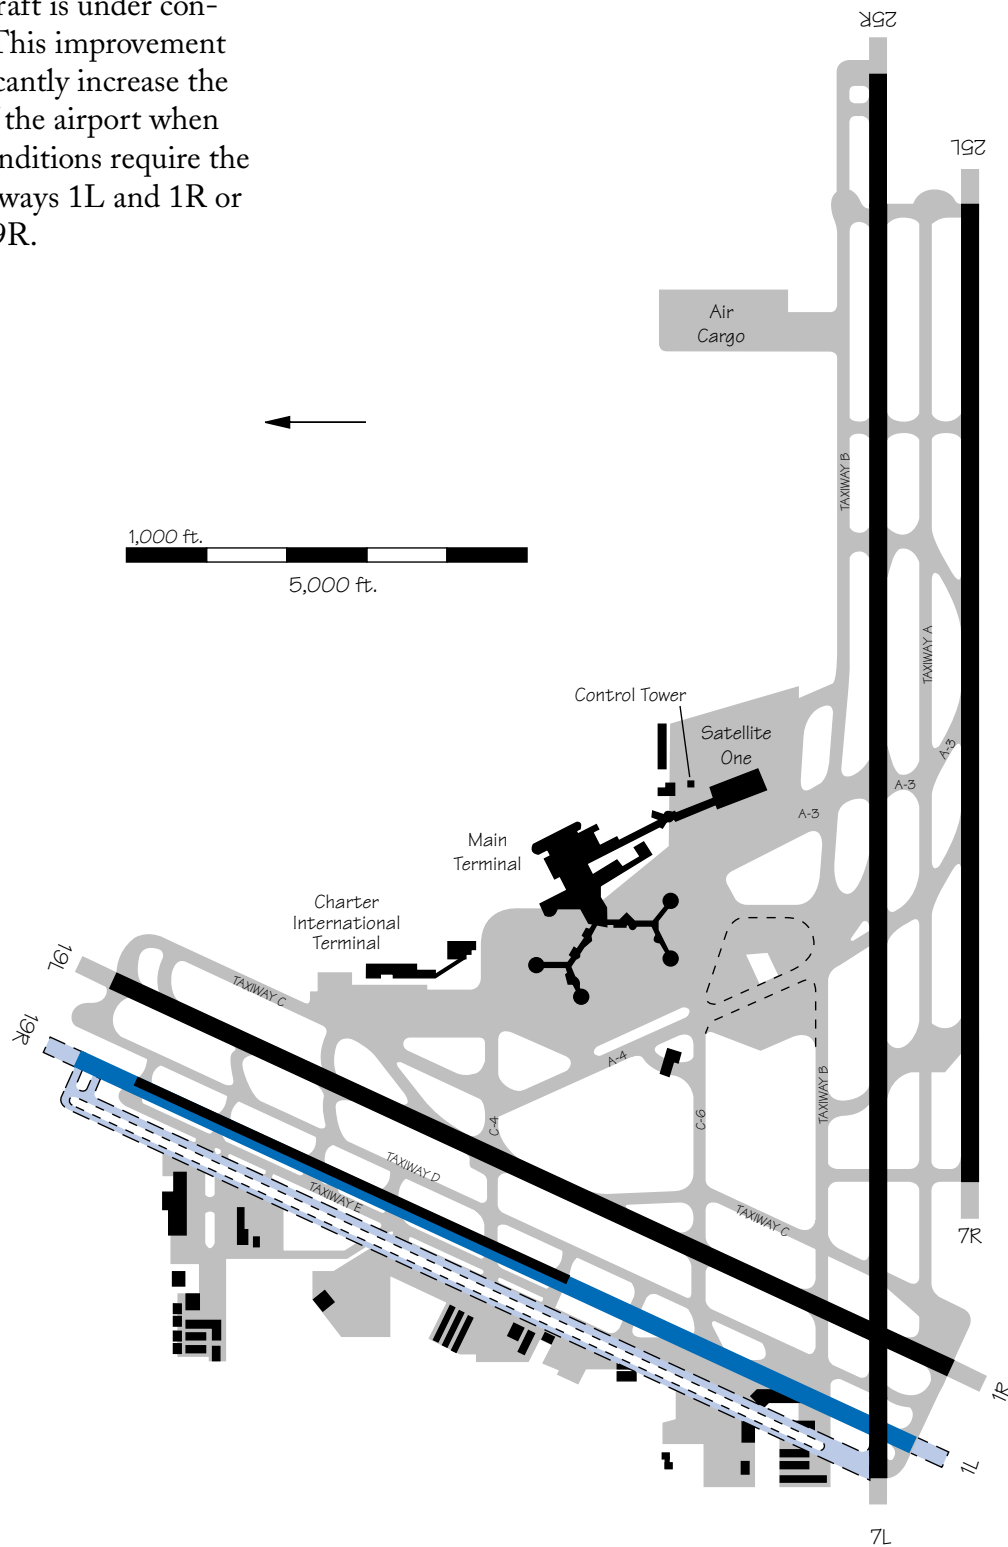 raft is under con-
This improvement
cantly increase the
the airport when
nditions require the
ways 1L and 1R or
9R.
25R
25L
Air
Cargo
TAXIWAY B
1,000 ft.
5,000 ft.
TAXIWAY A
Control Tower
Satellite
One
A-3
A-3
A-3
Main
Terminal
Charter
International
Terminal
19L
TAXIWAY C
19R
A-4
TAXIWAY B
C-4
C-6
TAXIWAY D
TAXIWAY E
TAXIWAY C
7R
1R
1L
7L